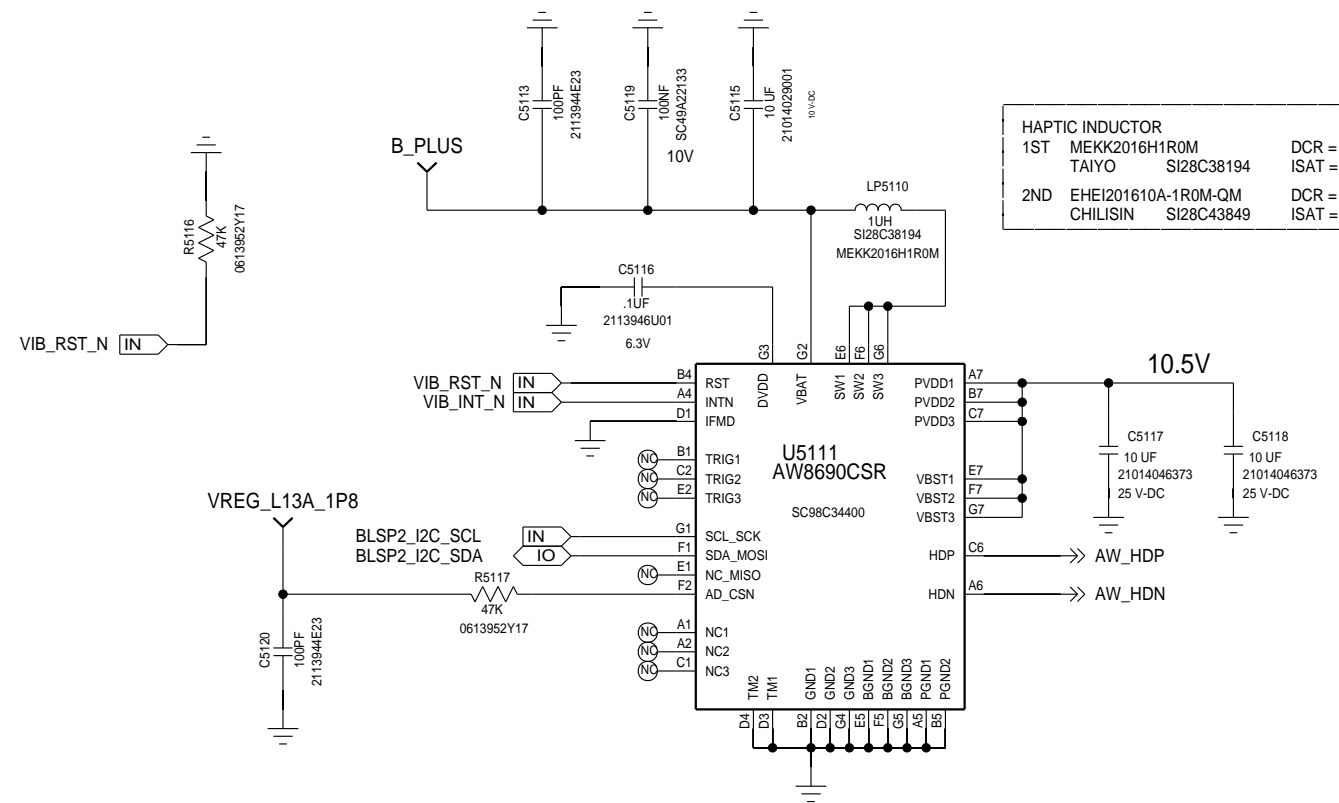 C5113
100PF
2113944E23
C5119
100NF
SC49A22133
10V
C5115
10 UF
21014029001
10 V-DC
HAPTIC INDUCTOR
1ST MEKK2016H1R0M DCR =
TAIYO SI28C38194 ISAT =
2ND EHEI201610A-1R0M-QM DCR =
CHILISIN SI28C43849 ISAT =
B_PLUS
LP5110
1UH
SI28C38194
MEKK2016H1R0M
R5116
47K
0613952Y17
VIB_RST_N IN
C5116
.1UF
2113946U01
6.3V
G3
G2
E6
F6
G6
DVDD
VBAT
SW1
SW2
SW3
VIB_RST_N IN B4 RST
VIB_INT_N IN A4 INTN
D1 IFMD
NC B1 TRIG1
NC C2 TRIG2
NC E2 TRIG3
U5111
AW8690CSR
SC98C34400
PVDD1 A7
PVDD2 B7
PVDD3 C7
10.5V
C5117
10 UF
21014046373
25 V-DC
C5118
10 UF
21014046373
25 V-DC
VBST1 E7
VBST2 F7
VBST3 G7
HDP C6 AW_HDP
HDN A6 AW_HDN
VREG_L13A_1P8
BLSP2_I2C_SCL IN G1 SCL_SCK
BLSP2_I2C_SDA IO F1 SDA_MOSI
NC E1 NC_MISO
F2 AD_CSN
R5117
47K
0613952Y17
C5120
100PF
2113944E23
NC A1 NC1
NC A2 NC2
NC C1 NC3
TM2
TM1
GND1
GND2
GND3
BGND1
BGND2
BGND3
PGND1
PGND2
D4
D3
B2
D2
G4
E5
F5
G5
A5
B5